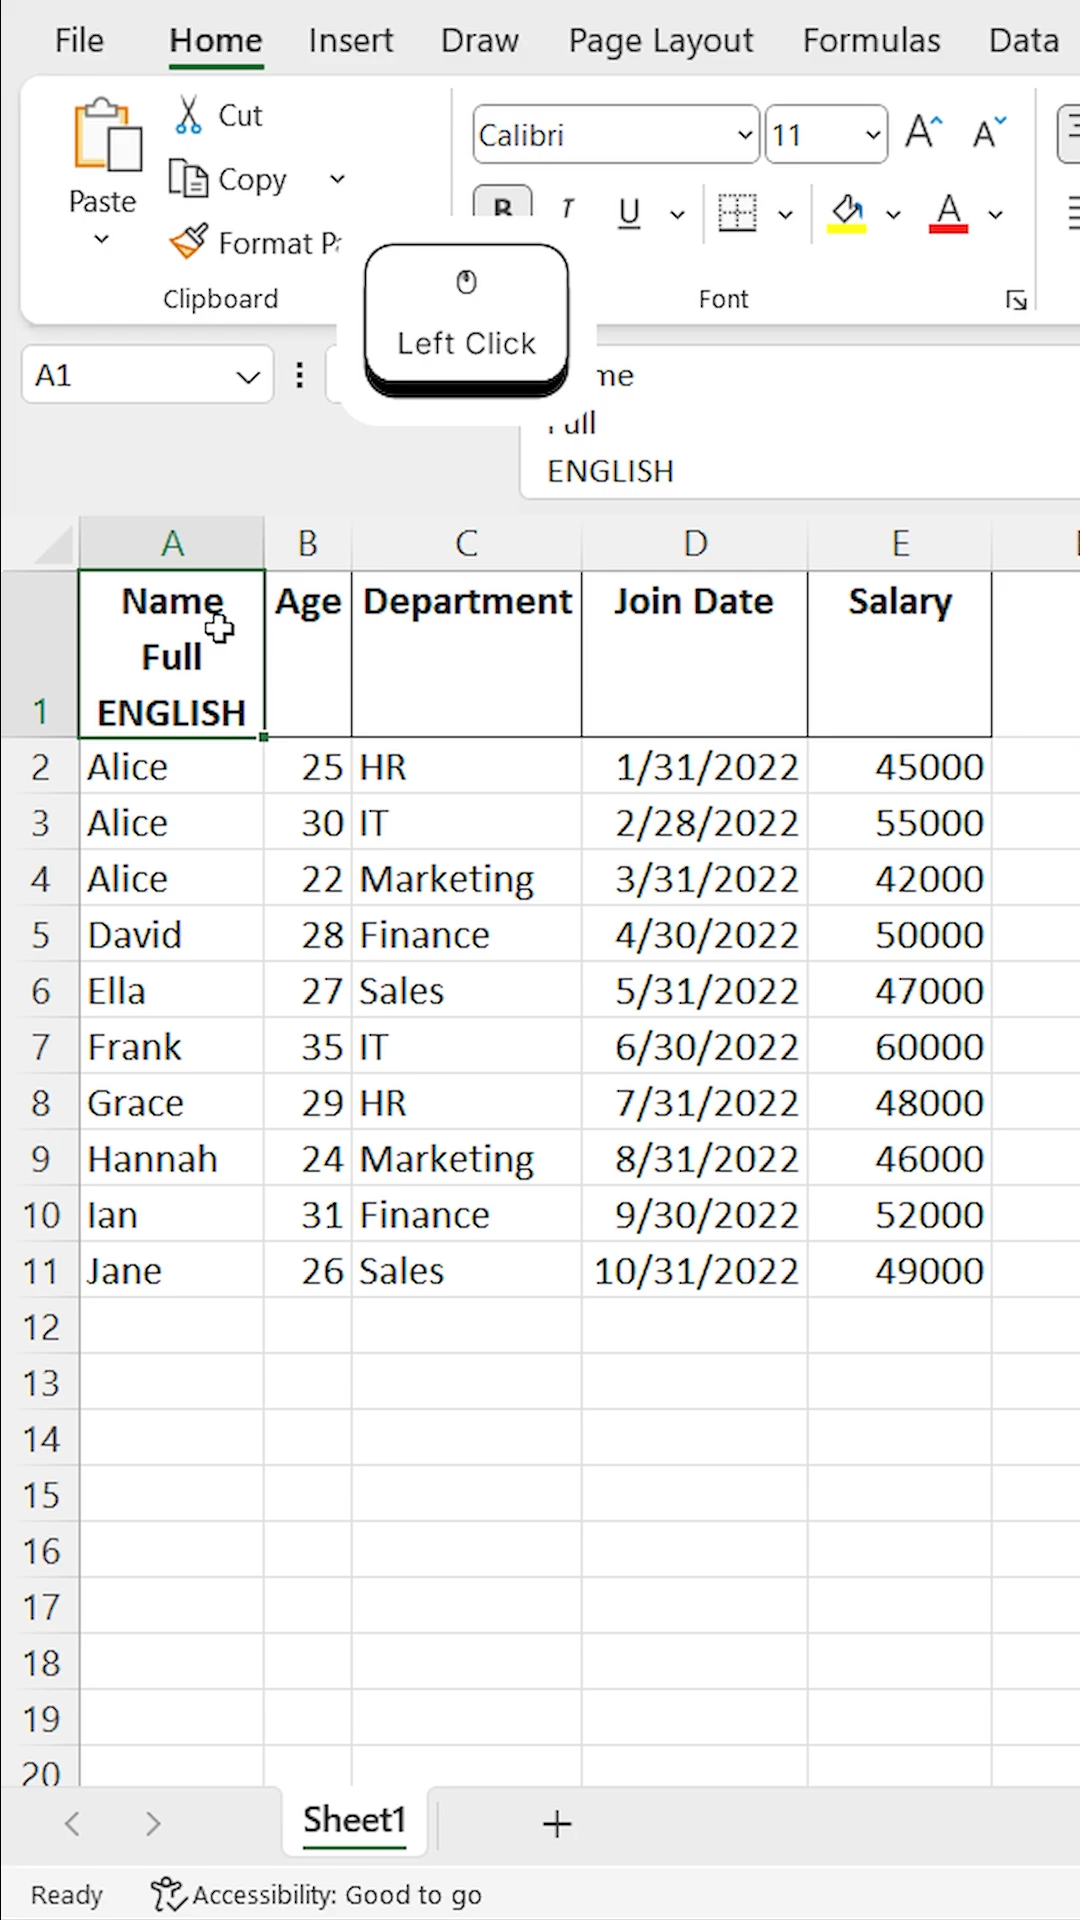 File Home Insert Draw Page Layout Formulas Data
Cut
Calibri 11
Copy
Paste
Format
Clipboard Font
Left Click
A1
ENGLISH
A B C D E
Name Age Department Join Date Salary
Full
1 ENGLISH
2 Alice 25 HR 1/31/2022 45000
3 Alice 30 IT 2/28/2022 55000
4 Alice 22 Marketing 3/31/2022 42000
5 David 28 Finance 4/30/2022 50000
6 Ella 27 Sales 5/31/2022 47000
7 Frank 35 IT 6/30/2022 60000
8 Grace 29 HR 7/31/2022 48000
9 Hannah 24 Marketing 8/31/2022 46000
10 Ian 31 Finance 9/30/2022 52000
11 Jane 26 Sales 10/31/2022 49000
12
13
14
15
16
17
18
19
20
Sheet1
Ready Accessibility: Good to go